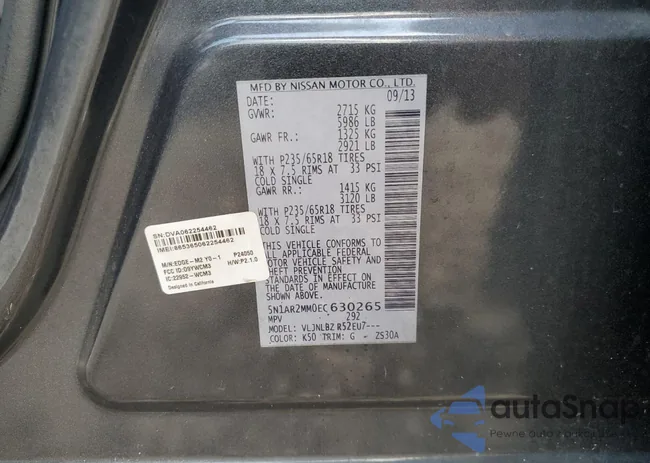 MFD BY NISSAN MOTOR CO., LTD.
DATE: 09/13
GVWR: 2715 KG
5986 LB
GAWR FR.: 1325 KG
2921 LB
WITH P235/65R18 TIRES
18 X 7.5 RIMS AT 33 PSI
COLD SINGLE
GAWR RR.: 1415 KG
3120 LB
WITH P235/65R18 TIRES
18 X 7.5 RIMS AT 33 PSI
COLD SINGLE
THIS VEHICLE CONFORMS TO
ALL APPLICABLE FEDERAL
MOTOR VEHICLE SAFETY AND
THEFT PREVENTION
STANDARDS IN EFFECT ON
THE DATE OF MANUFACTURE
SHOWN ABOVE.
5N1AR2MM0EC630265
MPV 292
MODEL: VLJNLBZ R52EU7---
COLOR: K50 TRIM: G - ZS30A
SN:DVA062254462
IMEI:865365062254462
M/N:EDGE-M2 YG-1 P24050
FCC ID:09YWCM3 H/W:P2.1.0
IC:22952-WCM3
Designed in California
autoSnap
Pewne auto